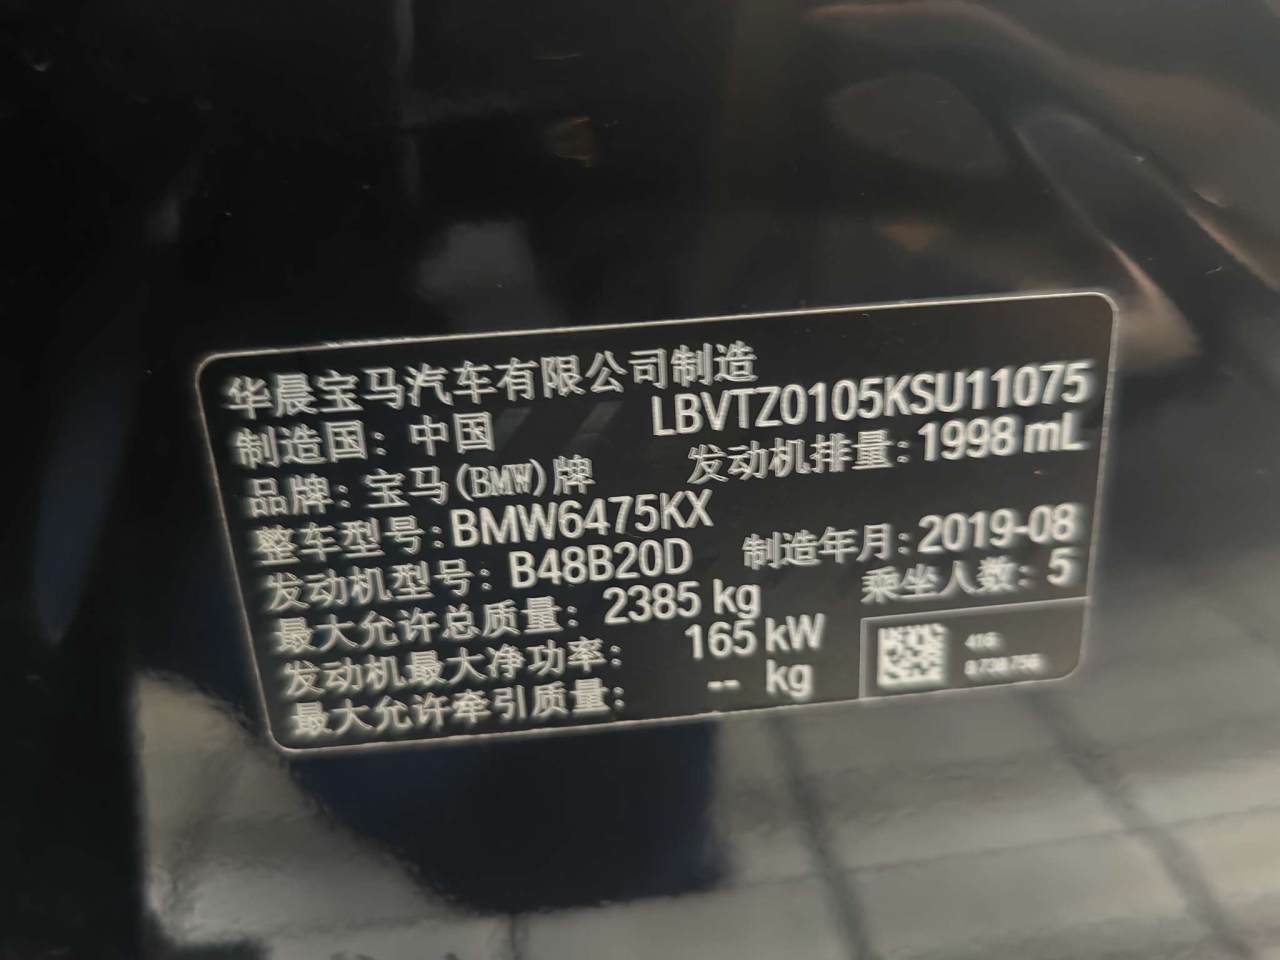 华晨宝马汽车有限公司制造
制造国：中国 LBVTZ0105KSU11075
品牌：宝马(BMW)牌 发动机排量：1998 mL
整车型号：BMW6475KX
发动机型号：B48B20D 制造年月：2019-08
最大允许总质量：2385 kg 乘坐人数：5
发动机最大净功率：165 kW
最大允许牵引质量：-- kg
416